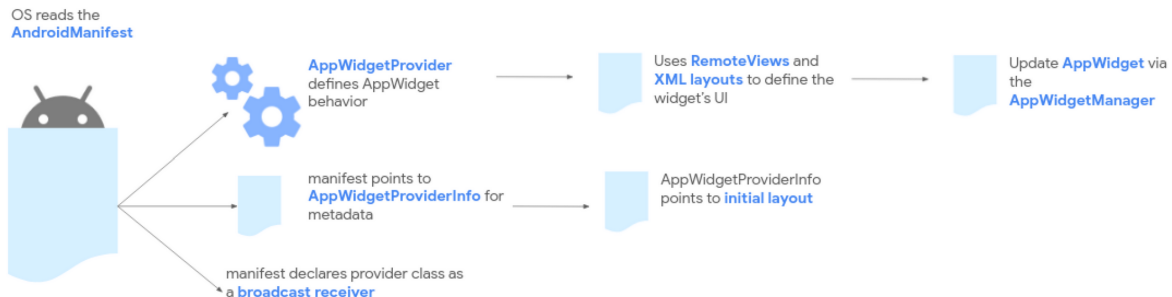 OS reads the
AndroidManifest
AppWidgetProvider
defines AppWidget
behavior
Uses RemoteViews and
XML layouts to define the
widget's UI
Update AppWidget via
the
AppWidgetManager
manifest points to
AppWidgetProviderInfo for
metadata
AppWidgetProviderInfo
points to initial layout
manifest declares provider class as
a broadcast receiver